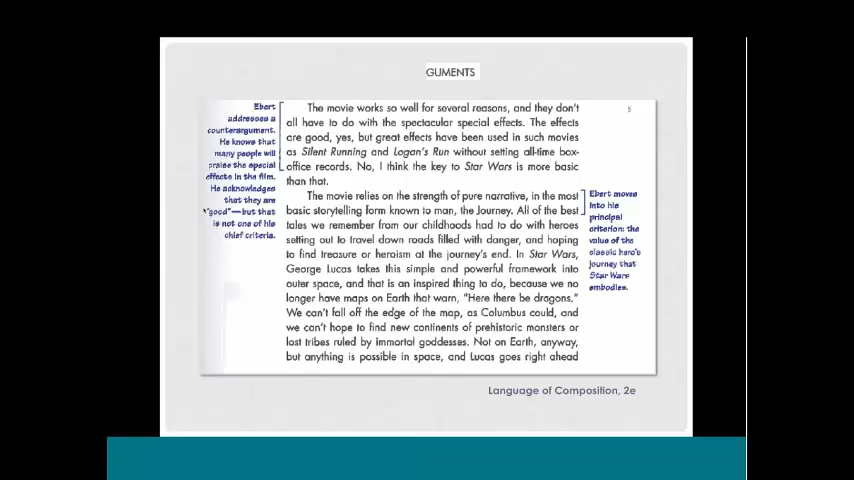 GUMENTS
Ebert
addresses a
counterargument.
He knows that
many people will
praise the special
effects in the film.
He acknowledges
that they are
"good"—but that
is not one of his
chief criteria.
The movie works so well for several reasons, and they don't
all have to do with the spectacular special effects. The effects
are good, yes, but great effects have been used in such movies
as Silent Running and Logan's Run without setting all-time box-
office records. No, I think the key to Star Wars is more basic
than that.
The movie relies on the strength of pure narrative, in the most
basic storytelling form known to man, the Journey. All of the best
tales we remember from our childhoods had to do with heroes
setting out to travel down roads filled with danger, and hoping
to find treasure or heroism at the journey's end. In Star Wars,
George Lucas takes this simple and powerful framework into
outer space, and that is an inspired thing to do, because we no
longer have maps on Earth that warn, "Here there be dragons."
We can't fall off the edge of the map, as Columbus could, and
we can't hope to find new continents of prehistoric monsters or
lost tribes ruled by immortal goddesses. Not on Earth, anyway,
but anything is possible in space, and Lucas goes right ahead
5
Ebert moves
into his
principal
criterion: the
value of the
classic hero's
journey that
Star Wars
embodies.
Language of Composition, 2e